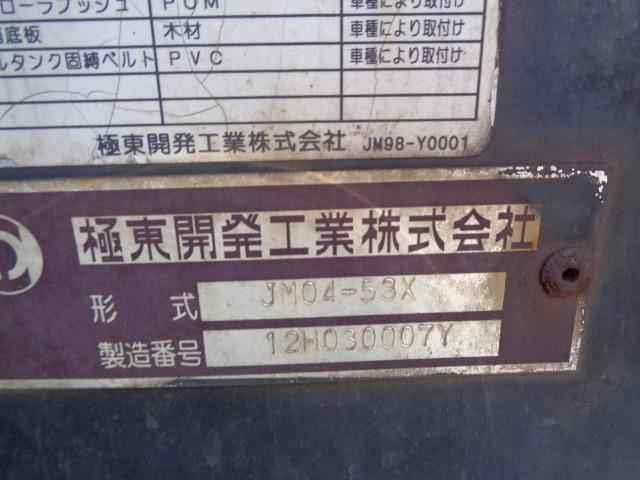 ローラブッシュ POM 車種により取付け
底板 木材 車種により取付け
ルタンク固縛ベルト PVC 車種により取付け
極東開発工業株式会社 JM98-Y0001
極東開発工業株式会社
形式 JM04-53X
製造番号 12H030007Y